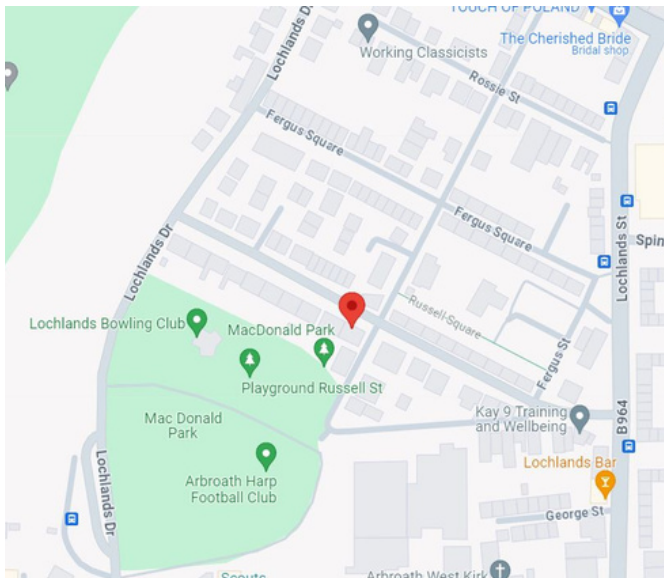 TOUCH OF POLAND
The Cherished Bride
Bridal shop
Working Classicists
Lochlands Dr
Rossie St
Fergus Square
Fergus Square
Lochlands St
Spin
Lochlands Dr
Russell Square
Lochlands Bowling Club
MacDonald Park
Playground Russell St
Fergus St
Mac Donald
Park
Kay 9 Training
and Wellbeing
B964
Lochlands Bar
Arbroath Harp
Football Club
Lochlands Dr
George St
Scouts
Arbroath West Kirk